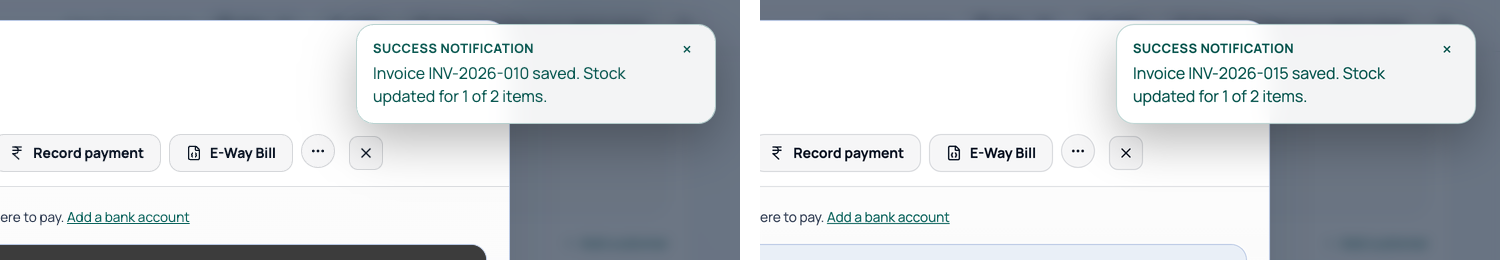 SUCCESS NOTIFICATION ×
Invoice INV-2026-010 saved. Stock
updated for 1 of 2 items.
₹ Record payment E-Way Bill ··· ×
ere to pay. Add a bank account
SUCCESS NOTIFICATION ×
Invoice INV-2026-015 saved. Stock
updated for 1 of 2 items.
₹ Record payment E-Way Bill ··· ×
ere to pay. Add a bank account